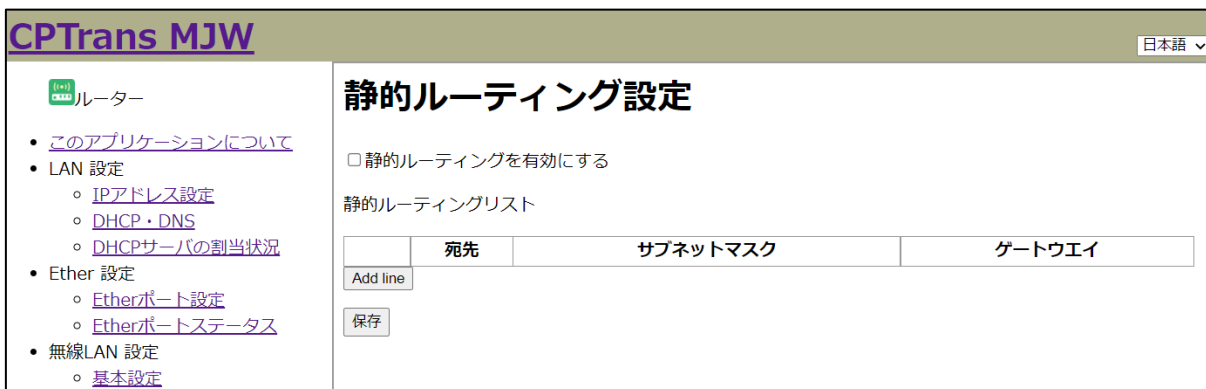 CPTrans MJW
日本語
ルーター
このアプリケーションについて
LAN 設定
IPアドレス設定
DHCP・DNS
DHCPサーバの割当状況
Ether 設定
Etherポート設定
Etherポートステータス
無線LAN 設定
基本設定
静的ルーティング設定
静的ルーティングを有効にする
静的ルーティングリスト
宛先 サブネットマスク ゲートウエイ
Add line
保存